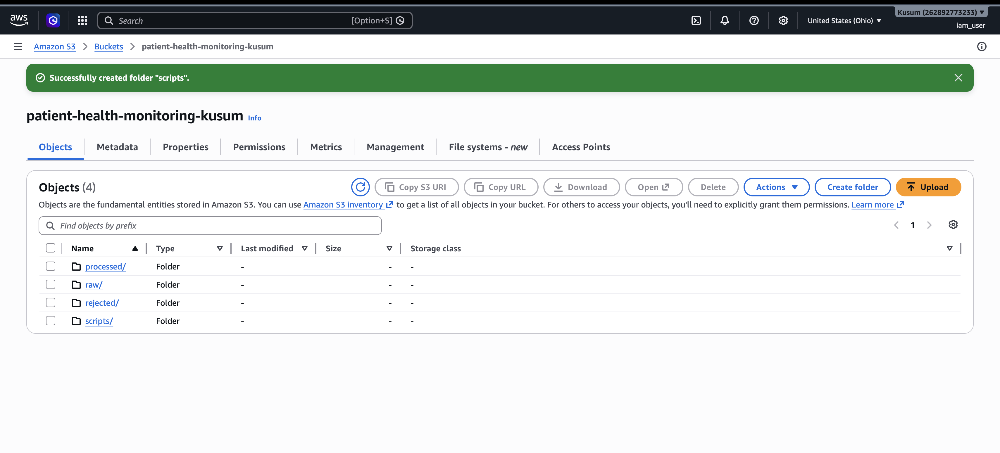 aws
Search [Option+S]
United States (Ohio)
Kusum (262892773233)
iam_user
Amazon S3 Buckets patient-health-monitoring-kusum
Successfully created folder "scripts".
patient-health-monitoring-kusum Info
Objects Metadata Properties Permissions Metrics Management File systems - new Access Points
Objects (4) Copy S3 URI Copy URL Download Open Delete Actions Create folder Upload
Objects are the fundamental entities stored in Amazon S3. You can use Amazon S3 inventory to get a list of all objects in your bucket. For others to access your objects, you'll need to explicitly grant them permissions. Learn more
Find objects by prefix 1
Name Type Last modified Size Storage class
processed/ Folder - - -
raw/ Folder - - -
rejected/ Folder - - -
scripts/ Folder - - -